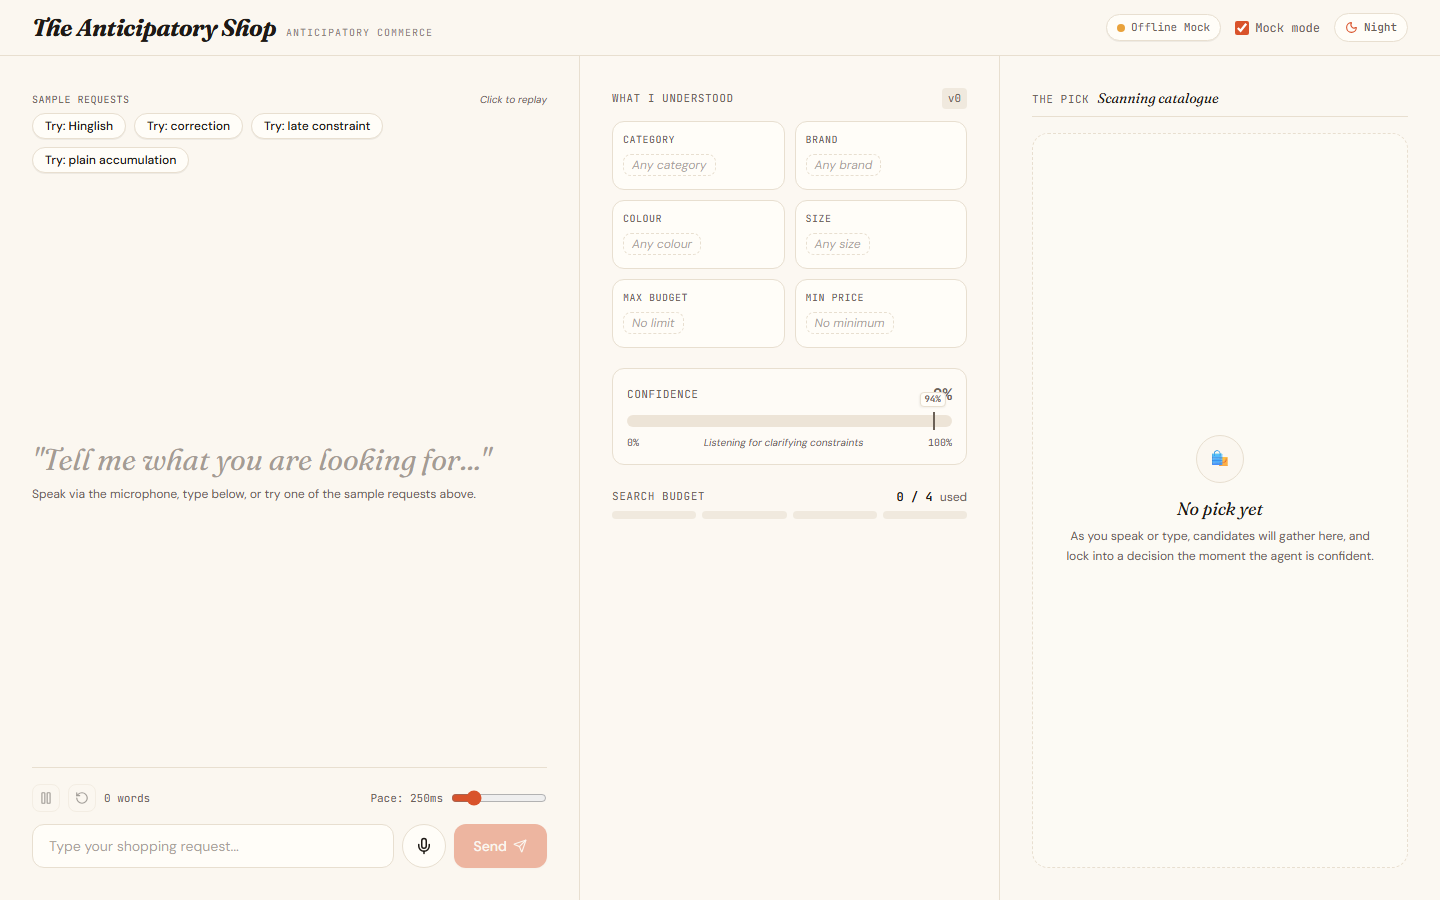 The Anticipatory Shop ANTICIPATORY COMMERCE
Offline Mock
Mock mode
Night
SAMPLE REQUESTS
Click to replay
Try: Hinglish
Try: correction
Try: late constraint
Try: plain accumulation
"Tell me what you are looking for..."
Speak via the microphone, type below, or try one of the sample requests above.
0 words
Pace: 250ms
Type your shopping request...
Send
WHAT I UNDERSTOOD
v0
CATEGORY
Any category
BRAND
Any brand
COLOUR
Any colour
SIZE
Any size
MAX BUDGET
No limit
MIN PRICE
No minimum
CONFIDENCE
94%
0%
Listening for clarifying constraints
100%
SEARCH BUDGET
0 / 4 used
THE PICK Scanning catalogue
No pick yet
As you speak or type, candidates will gather here, and
lock into a decision the moment the agent is confident.